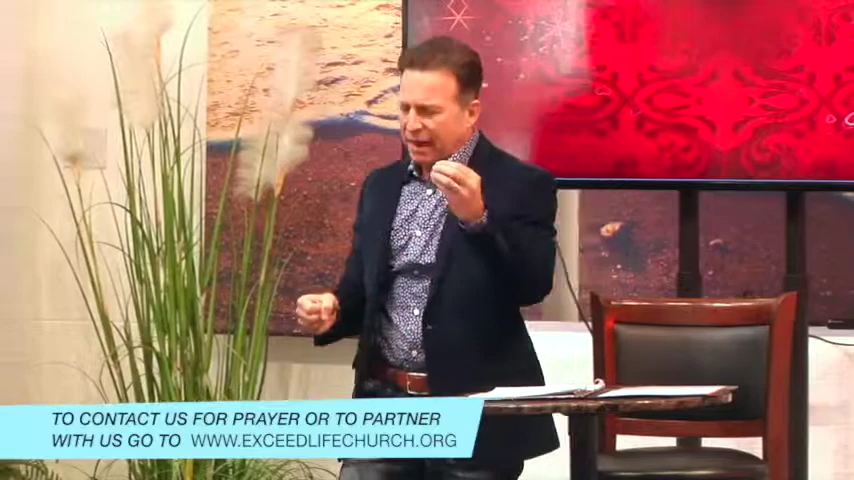 TO CONTACT US FOR PRAYER OR TO PARTNER
WITH US GO TO WWW.EXCEEDLIFECHURCH.ORG